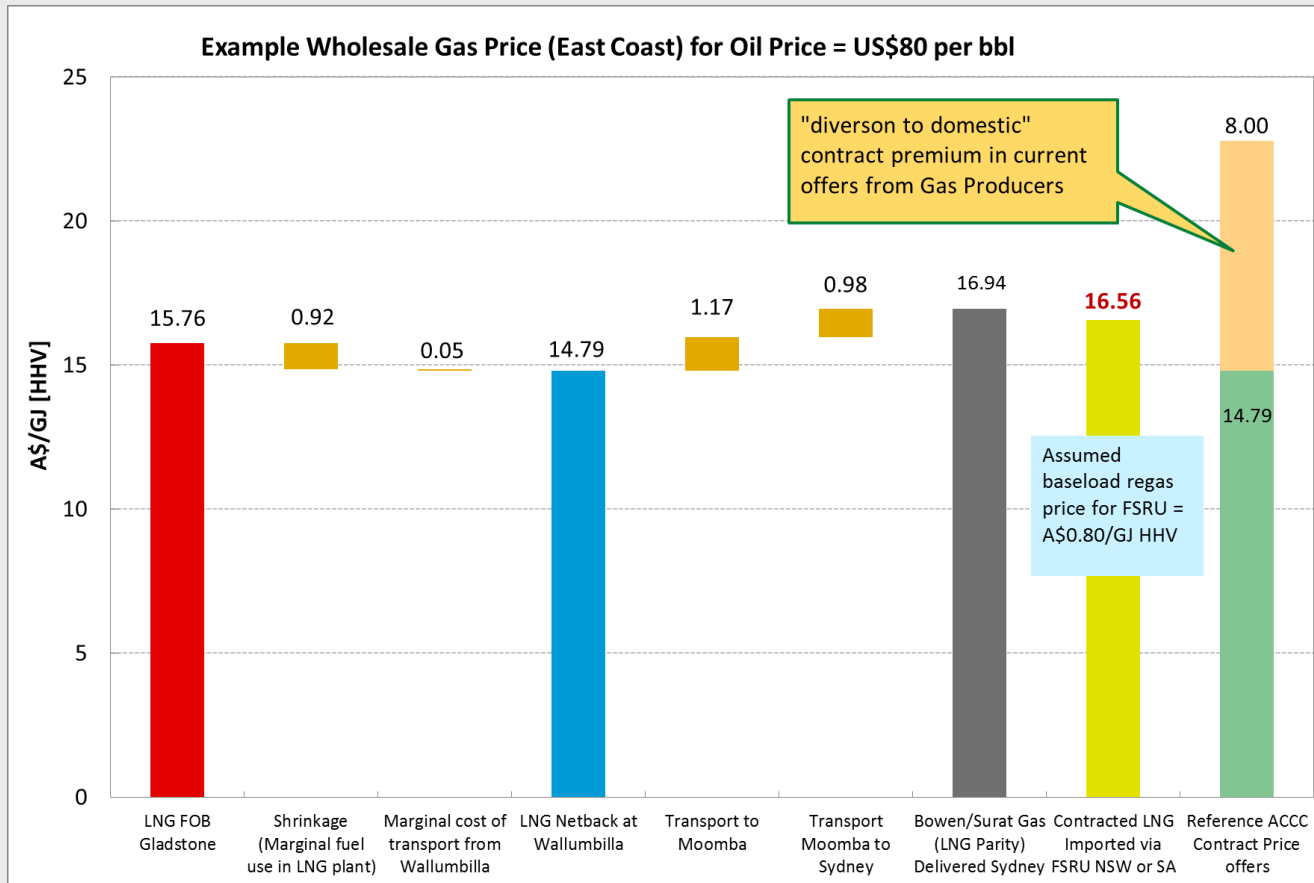 Example Wholesale Gas Price (East Coast) for Oil Price = US$80 per bbl
25
20
15
10
5
0
A$/GJ [HHV]
"diverson to domestic"
contract premium in current
offers from Gas Producers
15.76
0.92
0.05
14.79
1.17
0.98
16.94
16.56
8.00
14.79
Assumed
baseload regas
price for FSRU =
A$0.80/GJ HHV
LNG FOB
Gladstone
Shrinkage
(Marginal fuel
use in LNG plant)
Marginal cost of
transport from
Wallumbilla
LNG Netback at
Wallumbilla
Transport to
Moomba
Transport
Moomba to
Sydney
Bowen/Surat Gas
(LNG Parity)
Delivered Sydney
Contracted LNG
Imported via
FSRU NSW or SA
Reference ACCC
Contract Price
offers